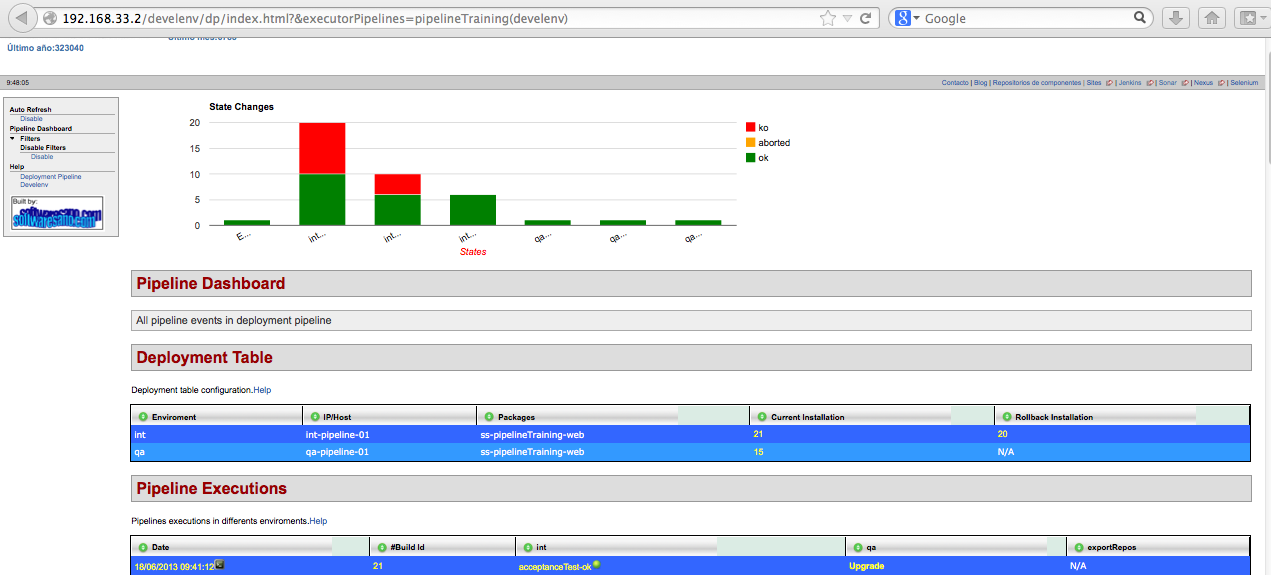 192.168.33.2/develenv/dp/index.html?&executorPipelines=pipelineTraining(develenv)
Google
Último año:323040
9:48:05
Contacto | Blog | Repositorios de componentes | Sites | Jenkins | Sonar | Nexus | Selenium
Auto Refresh
Disable
Pipeline Dashboard
Filters
Disable Filters
Disable
Help
Deployment Pipeline
Develenv
Built by:
softwaresano.com
State Changes
20
15
10
5
0
E... int... int... int... qa... qa... qa...
States
ko
aborted
ok
Pipeline Dashboard
All pipeline events in deployment pipeline
Deployment Table
Deployment table configuration.Help
Enviroment IP/Host Packages Current Installation Rollback Installation
int int-pipeline-01 ss-pipelineTraining-web 21 20
qa qa-pipeline-01 ss-pipelineTraining-web 15 N/A
Pipeline Executions
Pipelines executions in differents enviroments.Help
Date #Build Id int qa exportRepos
18/06/2013 09:41:12 21 acceptanceTest-ok Upgrade N/A